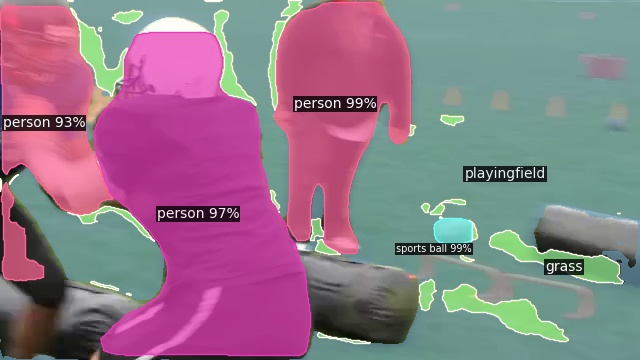 person 99%
person 93%
playingfield
person 97%
sports ball 99%
grass